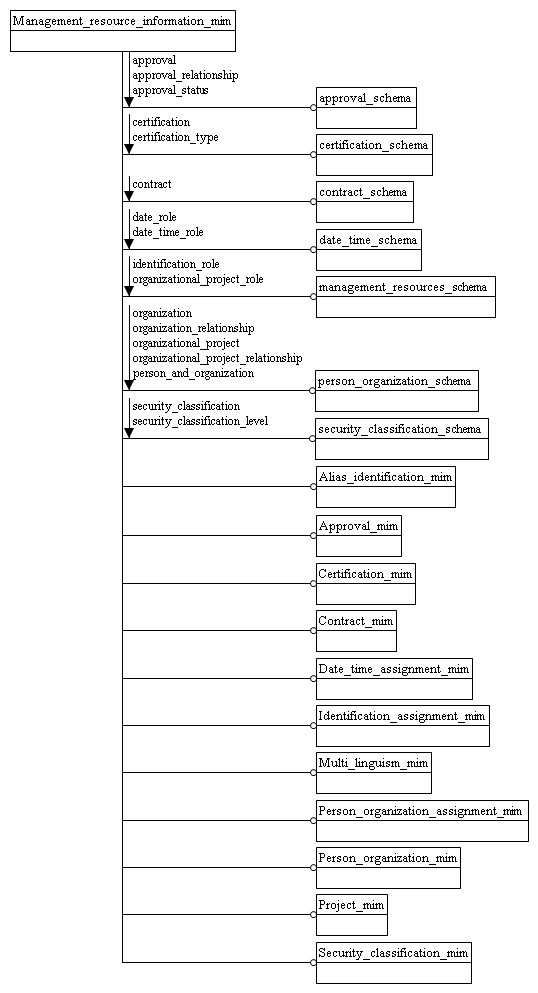 Management_resource_information_mim
approval
approval_relationship
approval_status
approval_schema
certification
certification_type
certification_schema
contract
contract_schema
date_role
date_time_role
date_time_schema
identification_role
organizational_project_role
management_resources_schema
organization
organization_relationship
organizational_project
organizational_project_relationship
person_and_organization
person_organization_schema
security_classification
security_classification_level
security_classification_schema
Alias_identification_mim
Approval_mim
Certification_mim
Contract_mim
Date_time_assignment_mim
Identification_assignment_mim
Multi_linguism_mim
Person_organization_assignment_mim
Person_organization_mim
Project_mim
Security_classification_mim